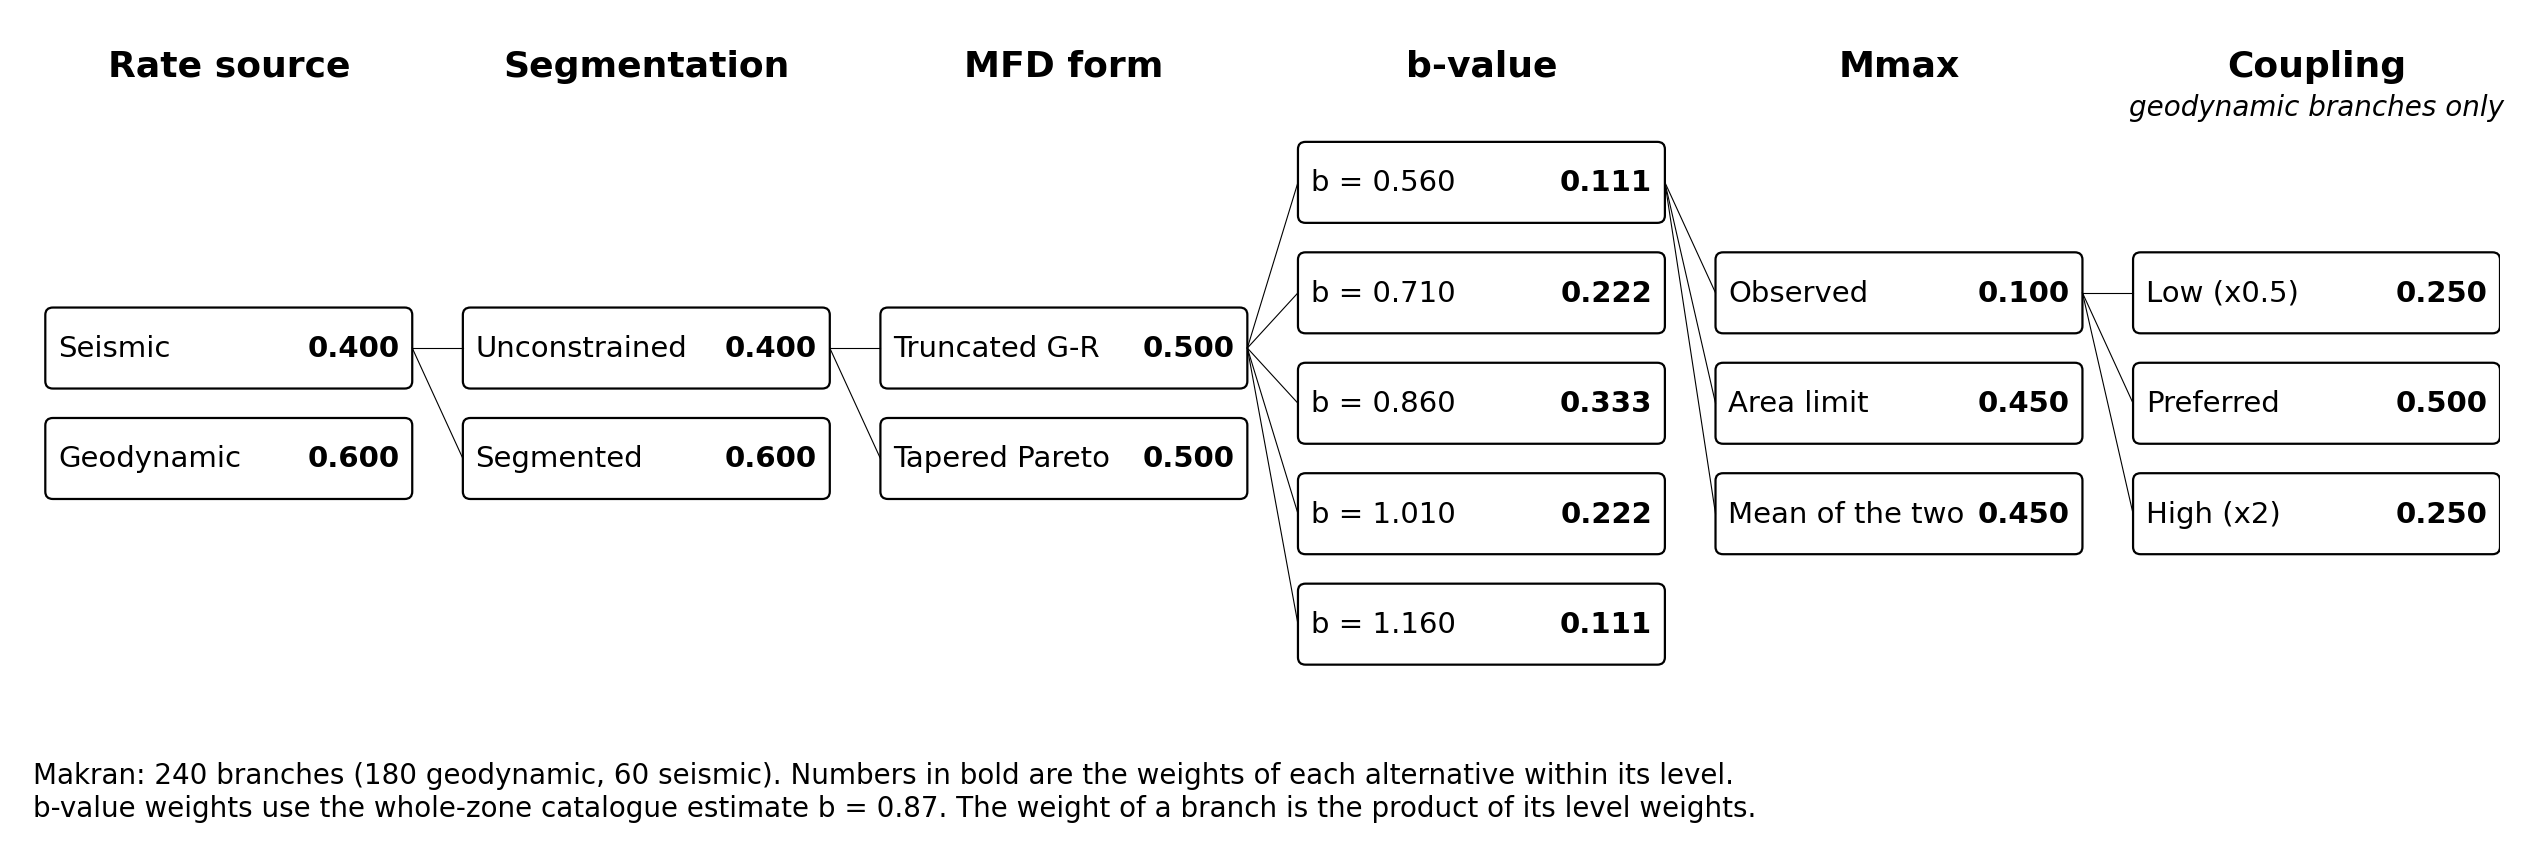 Rate source
Segmentation
MFD form
b-value
Mmax
Coupling
geodynamic branches only
Seismic 0.400
Geodynamic 0.600
Unconstrained 0.400
Segmented 0.600
Truncated G-R 0.500
Tapered Pareto 0.500
b = 0.560 0.111
b = 0.710 0.222
b = 0.860 0.333
b = 1.010 0.222
b = 1.160 0.111
Observed 0.100
Area limit 0.450
Mean of the two 0.450
Low (x0.5) 0.250
Preferred 0.500
High (x2) 0.250
Makran: 240 branches (180 geodynamic, 60 seismic). Numbers in bold are the weights of each alternative within its level.
b-value weights use the whole-zone catalogue estimate b = 0.87. The weight of a branch is the product of its level weights.